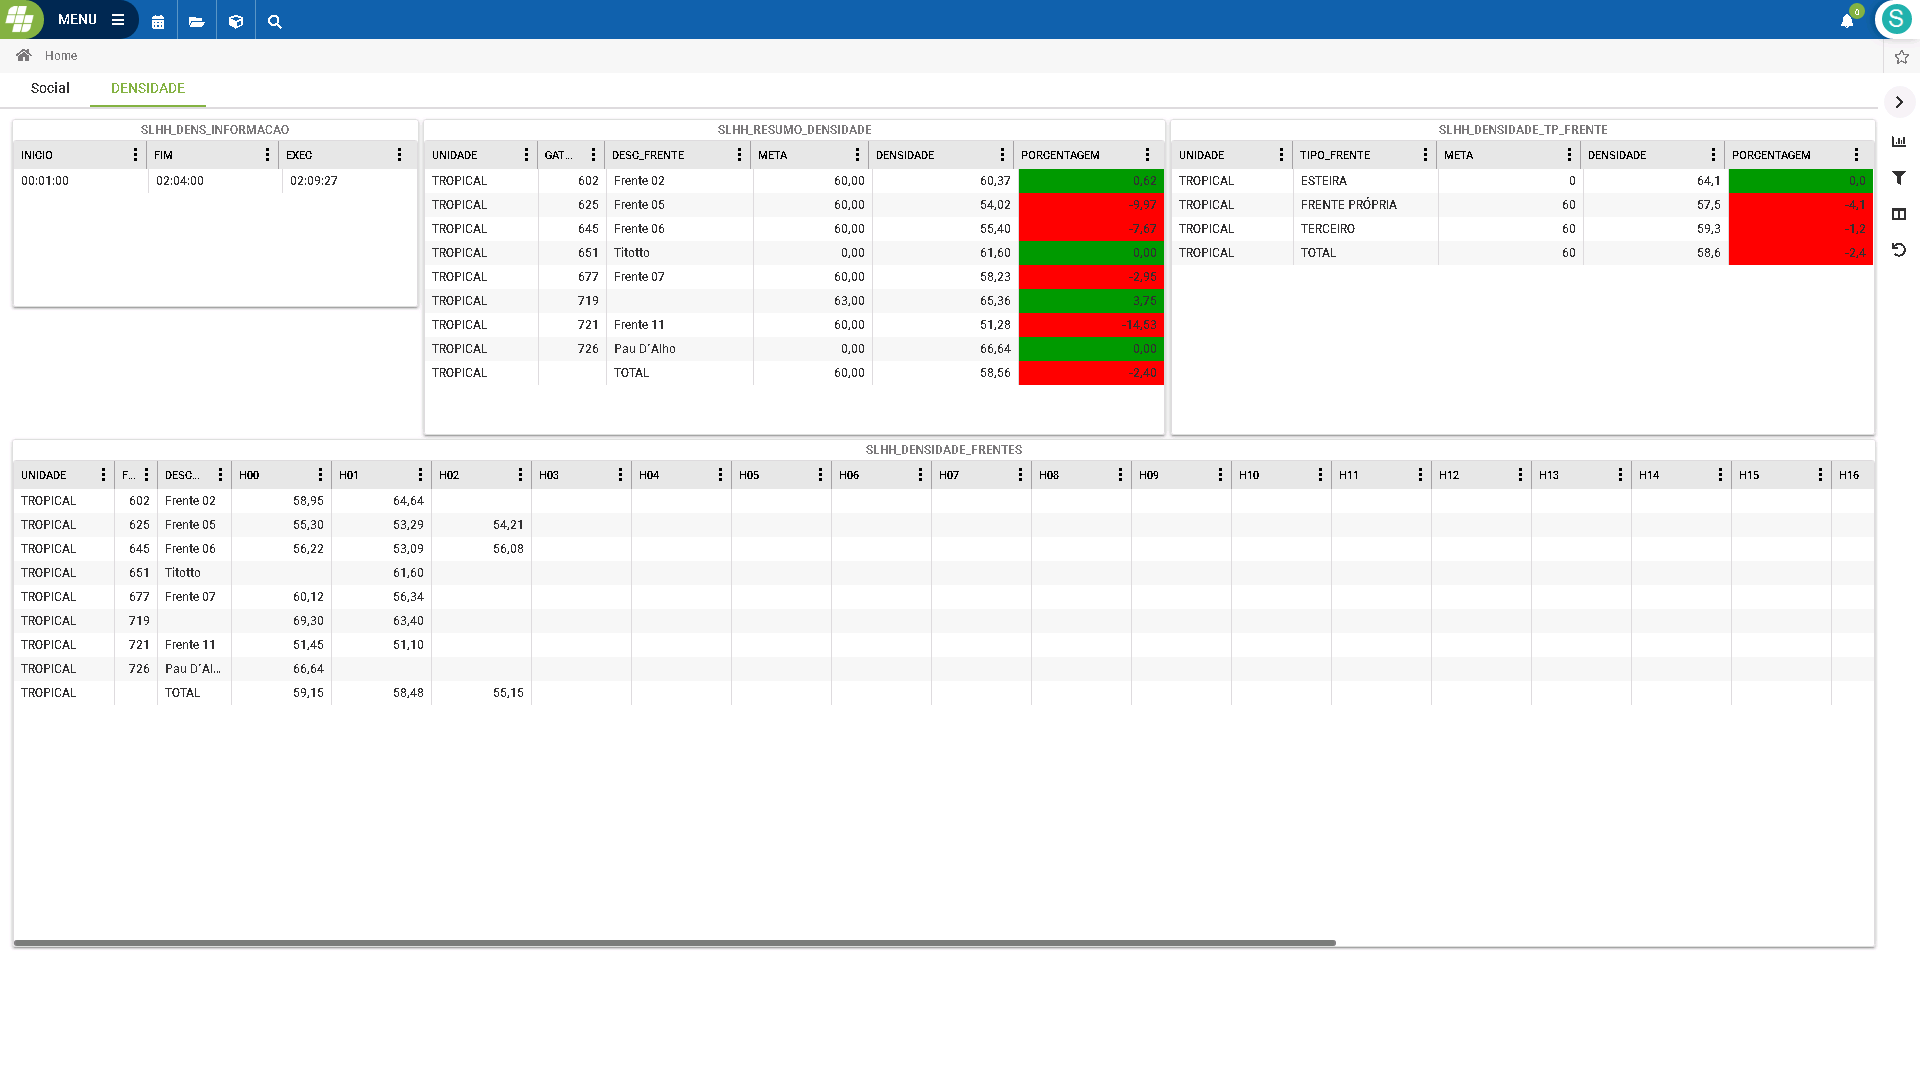 MENU
0
S
Home
Social DENSIDADE
SLHH_DENS_INFORMACAO
INICIO FIM EXEC
00:01:00 02:04:00 02:09:27
SLHH_RESUMO_DENSIDADE
UNIDADE GAT... DESC_FRENTE META DENSIDADE PORCENTAGEM
TROPICAL 602 Frente 02 60,00 60,37 0,62
TROPICAL 625 Frente 05 60,00 54,02 -9,97
TROPICAL 645 Frente 06 60,00 55,40 -7,67
TROPICAL 651 Titotto 0,00 61,60 0,00
TROPICAL 677 Frente 07 60,00 58,23 -2,95
TROPICAL 719 63,00 65,36 3,75
TROPICAL 721 Frente 11 60,00 51,28 -14,53
TROPICAL 726 Pau D´Alho 0,00 66,64 0,00
TROPICAL TOTAL 60,00 58,56 -2,40
SLHH_DENSIDADE_TP_FRENTE
UNIDADE TIPO_FRENTE META DENSIDADE PORCENTAGEM
TROPICAL ESTEIRA 0 64,1 0,0
TROPICAL FRENTE PRÓPRIA 60 57,5 -4,1
TROPICAL TERCEIRO 60 59,3 -1,2
TROPICAL TOTAL 60 58,6 -2,4
SLHH_DENSIDADE_FRENTES
UNIDADE F... DESC... H00 H01 H02 H03 H04 H05 H06 H07 H08 H09 H10 H11 H12 H13 H14 H15 H16
TROPICAL 602 Frente 02 58,95 64,64
TROPICAL 625 Frente 05 55,30 53,29 54,21
TROPICAL 645 Frente 06 56,22 53,09 56,08
TROPICAL 651 Titotto 61,60
TROPICAL 677 Frente 07 60,12 56,34
TROPICAL 719 69,30 63,40
TROPICAL 721 Frente 11 51,45 51,10
TROPICAL 726 Pau D´Al... 66,64
TROPICAL TOTAL 59,15 58,48 55,15